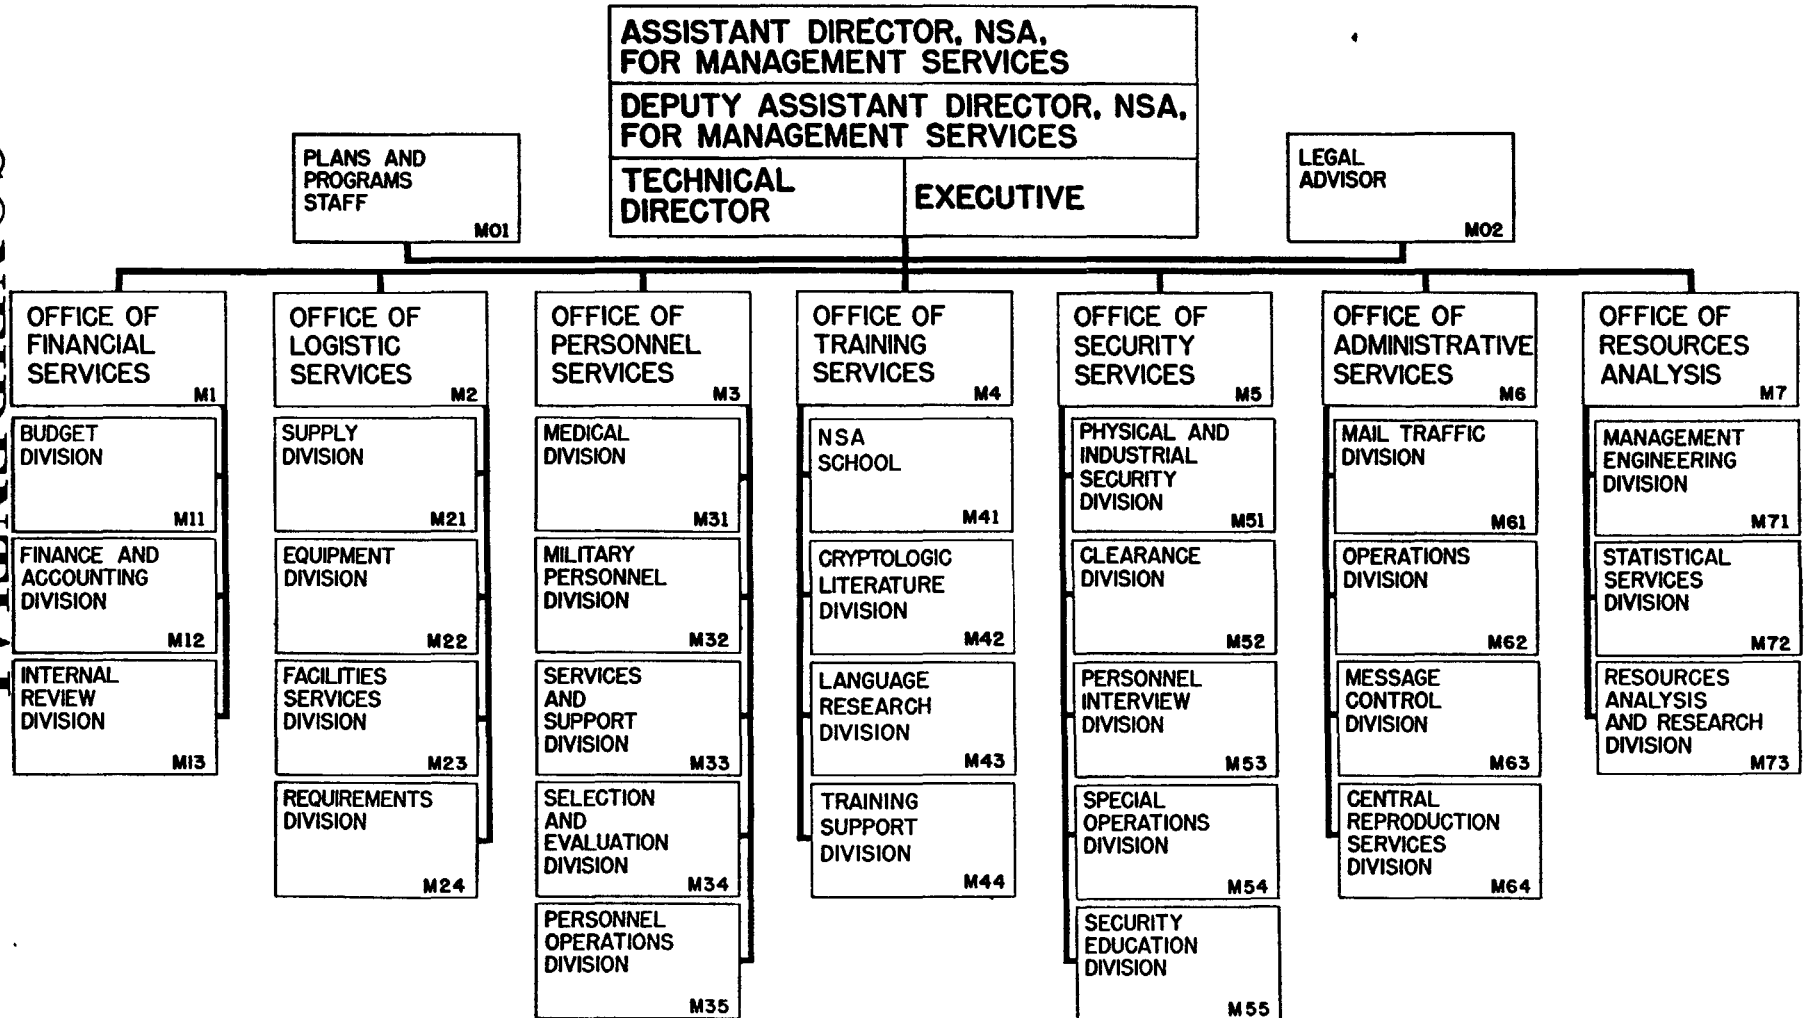 ASSISTANT DIRECTOR, NSA,
FOR MANAGEMENT SERVICES
DEPUTY ASSISTANT DIRECTOR, NSA,
FOR MANAGEMENT SERVICES
TECHNICAL
DIRECTOR
EXECUTIVE
PLANS AND
PROGRAMS
STAFF
M01
LEGAL
ADVISOR
M02
OFFICE OF
FINANCIAL
SERVICES
M1
BUDGET
DIVISION
M11
FINANCE AND
ACCOUNTING
DIVISION
M12
INTERNAL
REVIEW
DIVISION
M13
OFFICE OF
LOGISTIC
SERVICES
M2
SUPPLY
DIVISION
M21
EQUIPMENT
DIVISION
M22
FACILITIES
SERVICES
DIVISION
M23
REQUIREMENTS
DIVISION
M24
OFFICE OF
PERSONNEL
SERVICES
M3
MEDICAL
DIVISION
M31
MILITARY
PERSONNEL
DIVISION
M32
SERVICES
AND
SUPPORT
DIVISION
M33
SELECTION
AND
EVALUATION
DIVISION
M34
PERSONNEL
OPERATIONS
DIVISION
M35
OFFICE OF
TRAINING
SERVICES
M4
NSA
SCHOOL
M41
CRYPTOLOGIC
LITERATURE
DIVISION
M42
LANGUAGE
RESEARCH
DIVISION
M43
TRAINING
SUPPORT
DIVISION
M44
OFFICE OF
SECURITY
SERVICES
M5
PHYSICAL AND
INDUSTRIAL
SECURITY
DIVISION
M51
CLEARANCE
DIVISION
M52
PERSONNEL
INTERVIEW
DIVISION
M53
SPECIAL
OPERATIONS
DIVISION
M54
SECURITY
EDUCATION
DIVISION
M55
OFFICE OF
ADMINISTRATIVE
SERVICES
M6
MAIL TRAFFIC
DIVISION
M61
OPERATIONS
DIVISION
M62
MESSAGE
CONTROL
DIVISION
M63
CENTRAL
REPRODUCTION
SERVICES
DIVISION
M64
OFFICE OF
RESOURCES
ANALYSIS
M7
MANAGEMENT
ENGINEERING
DIVISION
M71
STATISTICAL
SERVICES
DIVISION
M72
RESOURCES
ANALYSIS
AND RESEARCH
DIVISION
M73